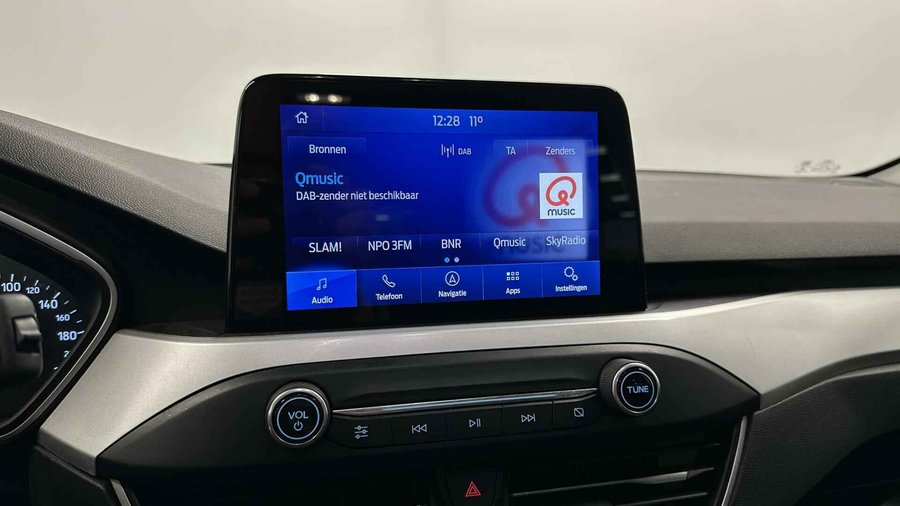 12:28 11°
Bronnen DAB TA Zenders
Qmusic
DAB-zender niet beschikbaar
MUSIC
SLAM! NPO 3FM BNR Qmusic SkyRadio
Audio Telefoon Navigatie Apps Instellingen
100 120 140 160 180
VOL TUNE